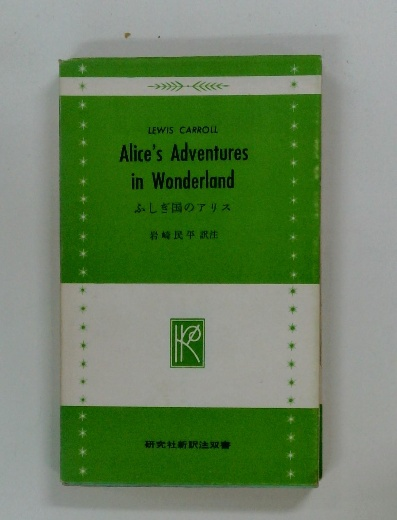 LEWIS CARROLL
Alice's Adventures
in Wonderland
ふしぎ国のアリス
岩崎民平訳注
研究社新訳注双書